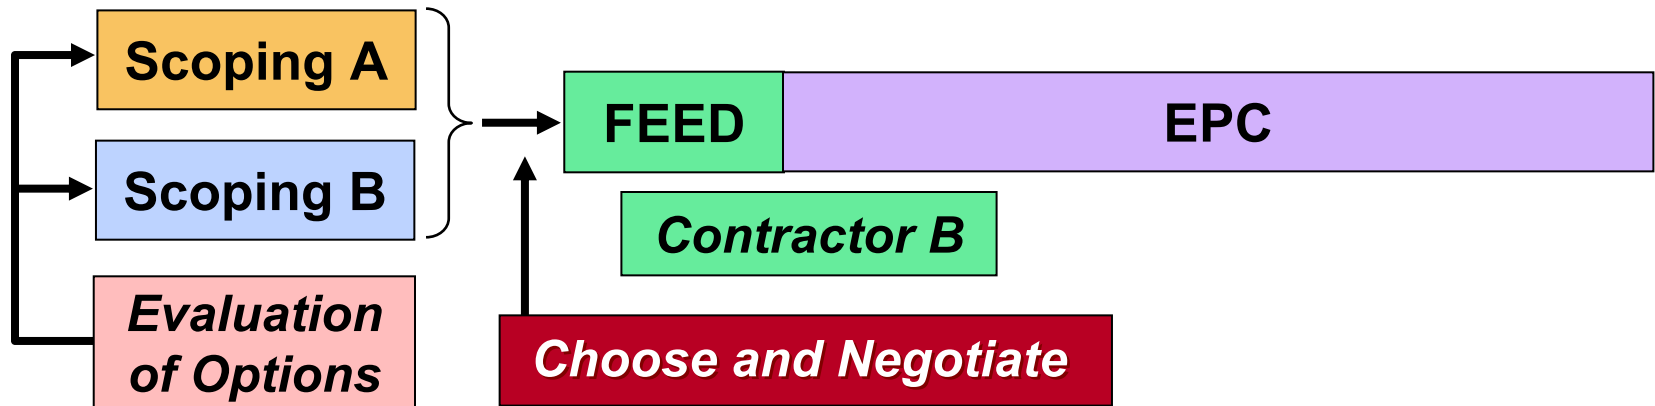 Scoping A
Scoping B
Evaluation
of Options
FEED
EPC
Contractor B
Choose and Negotiate